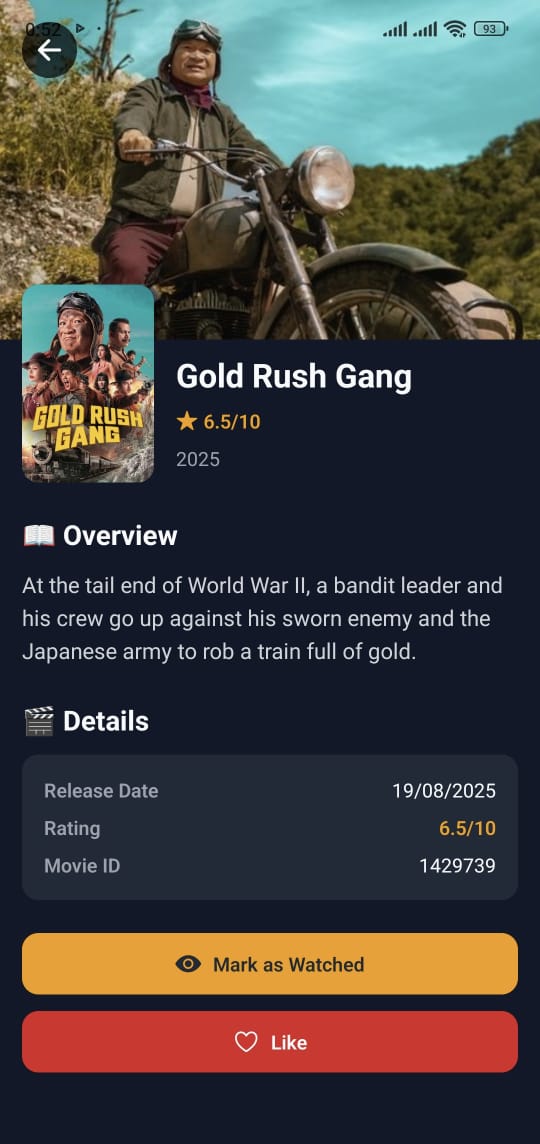 0:52
93
GOLD RUSH
GANG
Gold Rush Gang
6.5/10
2025
Overview
At the tail end of World War II, a bandit leader and
his crew go up against his sworn enemy and the
Japanese army to rob a train full of gold.
Details
Release Date 19/08/2025
Rating 6.5/10
Movie ID 1429739
Mark as Watched
Like